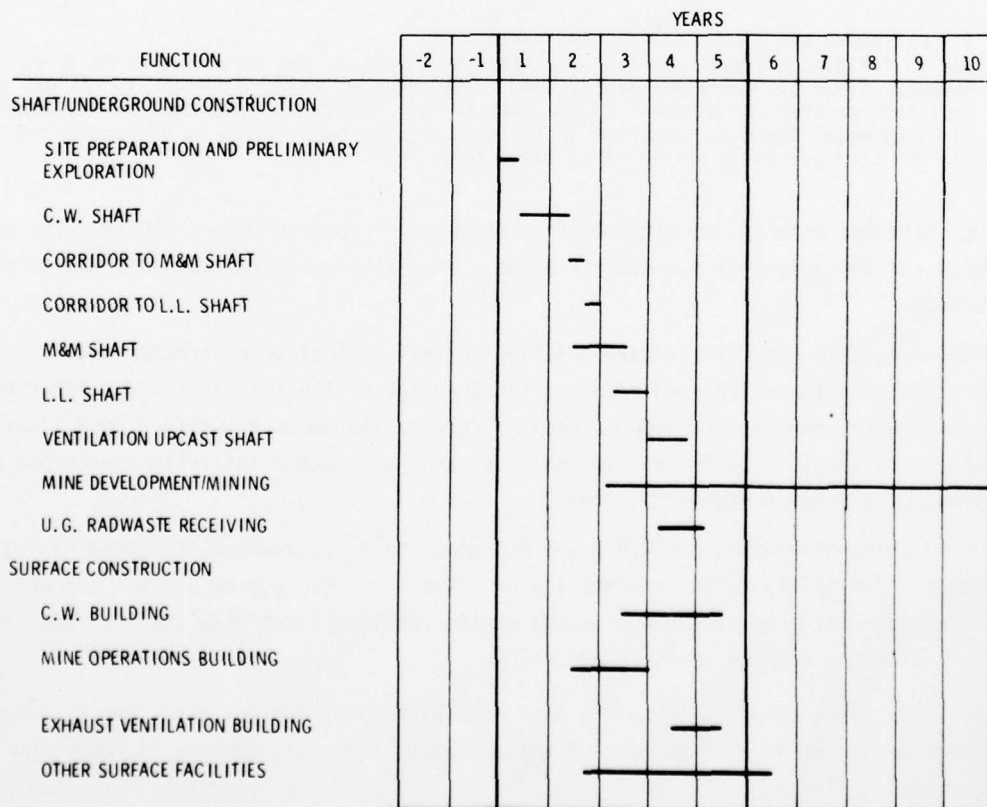 YEARS
FUNCTION -2 -1 1 2 3 4 5 6 7 8 9 10
SHAFT/UNDERGROUND CONSTRUCTION
SITE PREPARATION AND PRELIMINARY
EXPLORATION
C.W. SHAFT
CORRIDOR TO M&M SHAFT
CORRIDOR TO L.L. SHAFT
M&M SHAFT
L.L. SHAFT
VENTILATION UPCAST SHAFT
MINE DEVELOPMENT/MINING
U.G. RADWASTE RECEIVING
SURFACE CONSTRUCTION
C.W. BUILDING
MINE OPERATIONS BUILDING
EXHAUST VENTILATION BUILDING
OTHER SURFACE FACILITIES